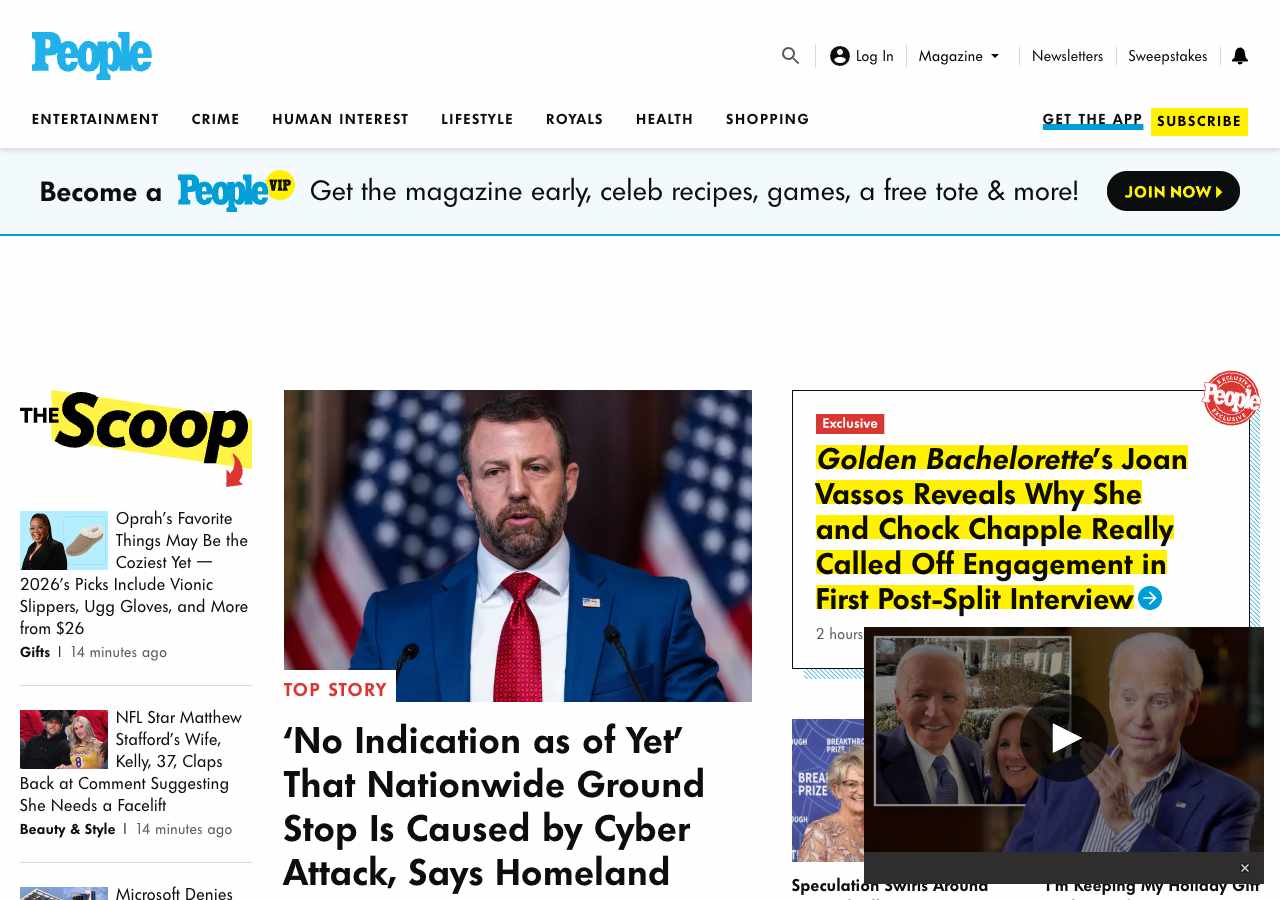 People
Log In
Magazine
Newsletters
Sweepstakes
ENTERTAINMENT
CRIME
HUMAN INTEREST
LIFESTYLE
ROYALS
HEALTH
SHOPPING
GET THE APP
SUBSCRIBE
Become a People VIP Get the magazine early, celeb recipes, games, a free tote & more!
JOIN NOW
THE Scoop
Oprah's Favorite
Things May Be the
Coziest Yet —
2026's Picks Include Vionic
Slippers, Ugg Gloves, and More
from $26
Gifts | 14 minutes ago
NFL Star Matthew
Stafford's Wife,
Kelly, 37, Claps
Back at Comment Suggesting
She Needs a Facelift
Beauty & Style | 14 minutes ago
Microsoft Denies
TOP STORY
'No Indication as of Yet'
That Nationwide Ground
Stop Is Caused by Cyber
Attack, Says Homeland
EXCLUSIVE
People
EXCLUSIVE
Exclusive
Golden Bachelorette's Joan
Vassos Reveals Why She
and Chock Chapple Really
Called Off Engagement in
First Post-Split Interview
2 hours
BREAKTHROUGH
PRIZE
Speculation Swirls Around
I'm Keeping My Holiday Gift